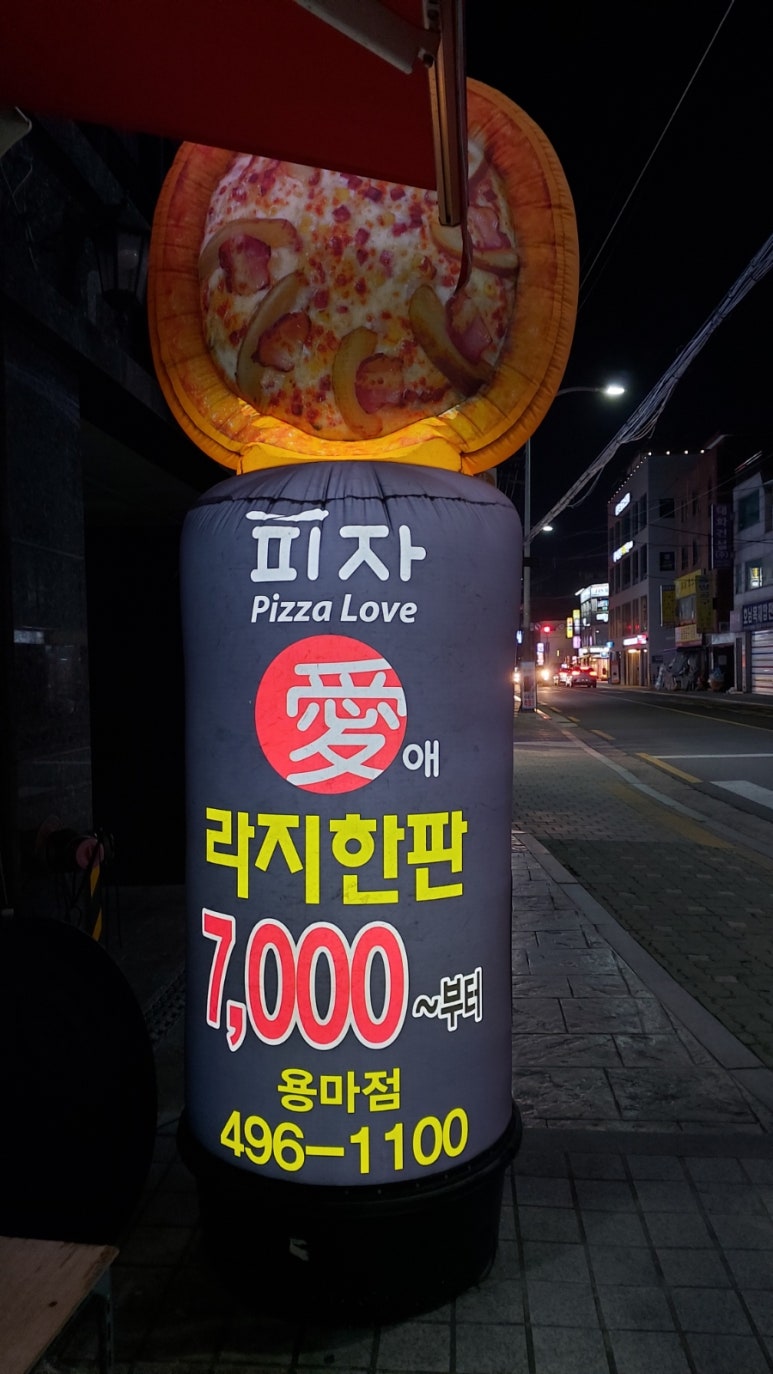 피자
Pizza Love
愛애
라지한판
7,000~부터
용마점
496-1100